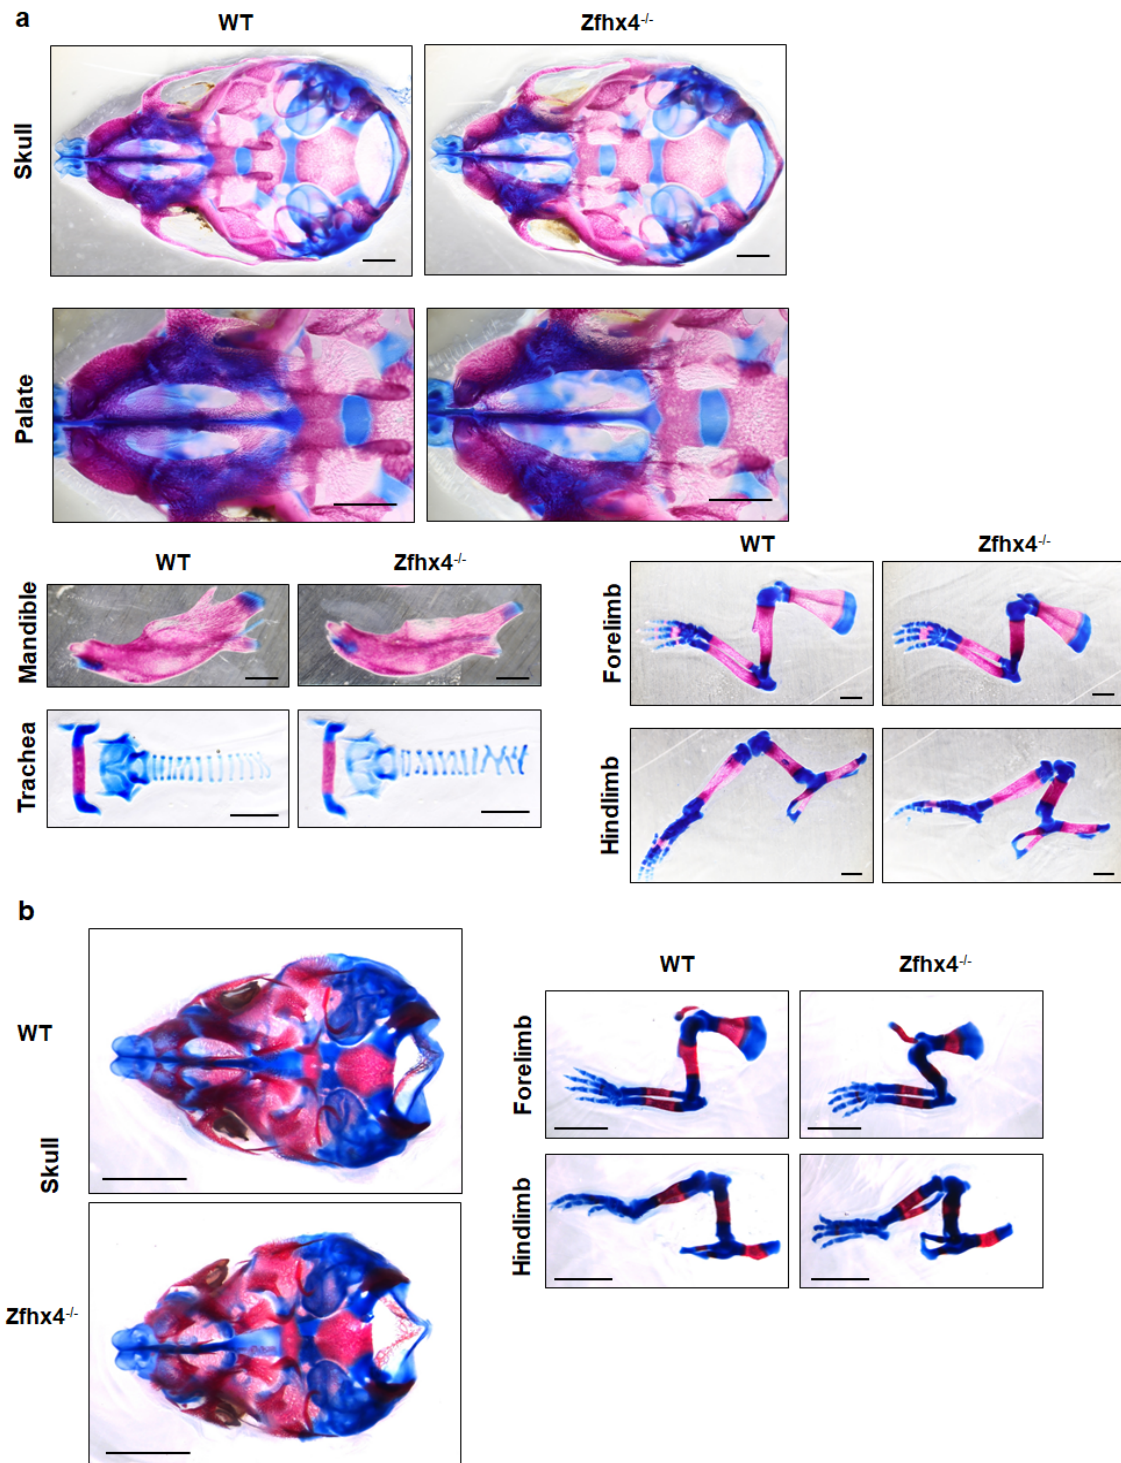 a
WT Zfhx4-/-
Skull
Palate
WT Zfhx4-/-
Mandible
Trachea
WT Zfhx4-/-
Forelimb
Hindlimb
b
WT
Skull
Zfhx4-/-
WT Zfhx4-/-
Forelimb
Hindlimb